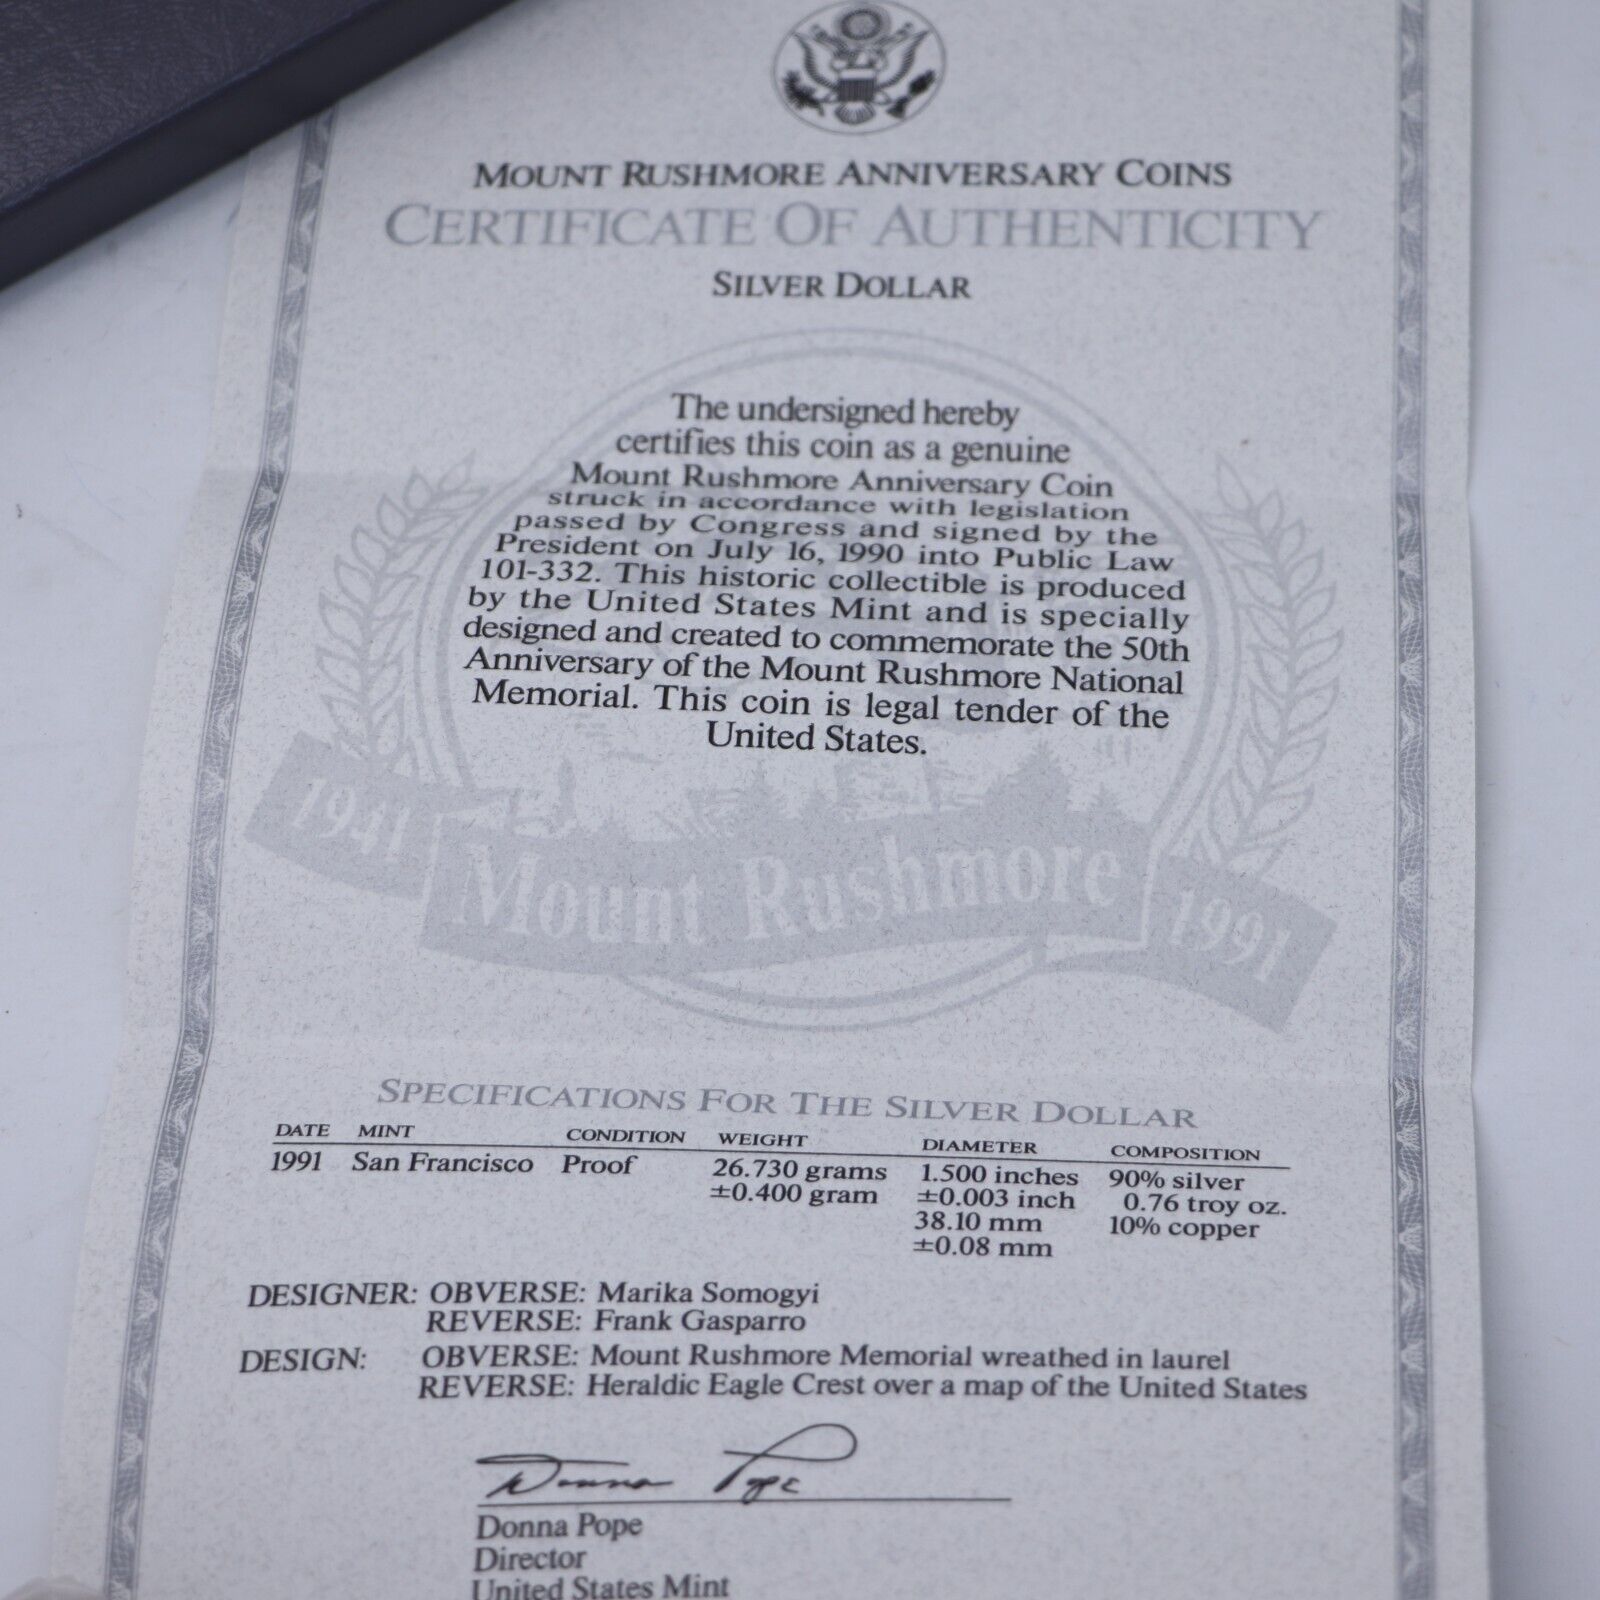 MOUNT RUSHMORE ANNIVERSARY COINS
CERTIFICATE OF AUTHENTICITY
SILVER DOLLAR
The undersigned hereby
certifies this coin as a genuine
Mount Rushmore Anniversary Coin
struck in accordance with legislation
passed by Congress and signed by the
President on July 16, 1990 into Public Law
101-332. This historic collectible is produced
by the United States Mint and is specially
designed and created to commemorate the 50th
Anniversary of the Mount Rushmore National
Memorial. This coin is legal tender of the
United States.
1941 Mount Rushmore 1991
SPECIFICATIONS FOR THE SILVER DOLLAR
DATE MINT CONDITION WEIGHT DIAMETER COMPOSITION
1991 San Francisco Proof 26.730 grams 1.500 inches 90% silver
±0.400 gram ±0.003 inch 0.76 troy oz.
38.10 mm 10% copper
±0.08 mm
DESIGNER: OBVERSE: Marika Somogyi
REVERSE: Frank Gasparro
DESIGN: OBVERSE: Mount Rushmore Memorial wreathed in laurel
REVERSE: Heraldic Eagle Crest over a map of the United States
Donna Pope
Donna Pope
Director
United States Mint